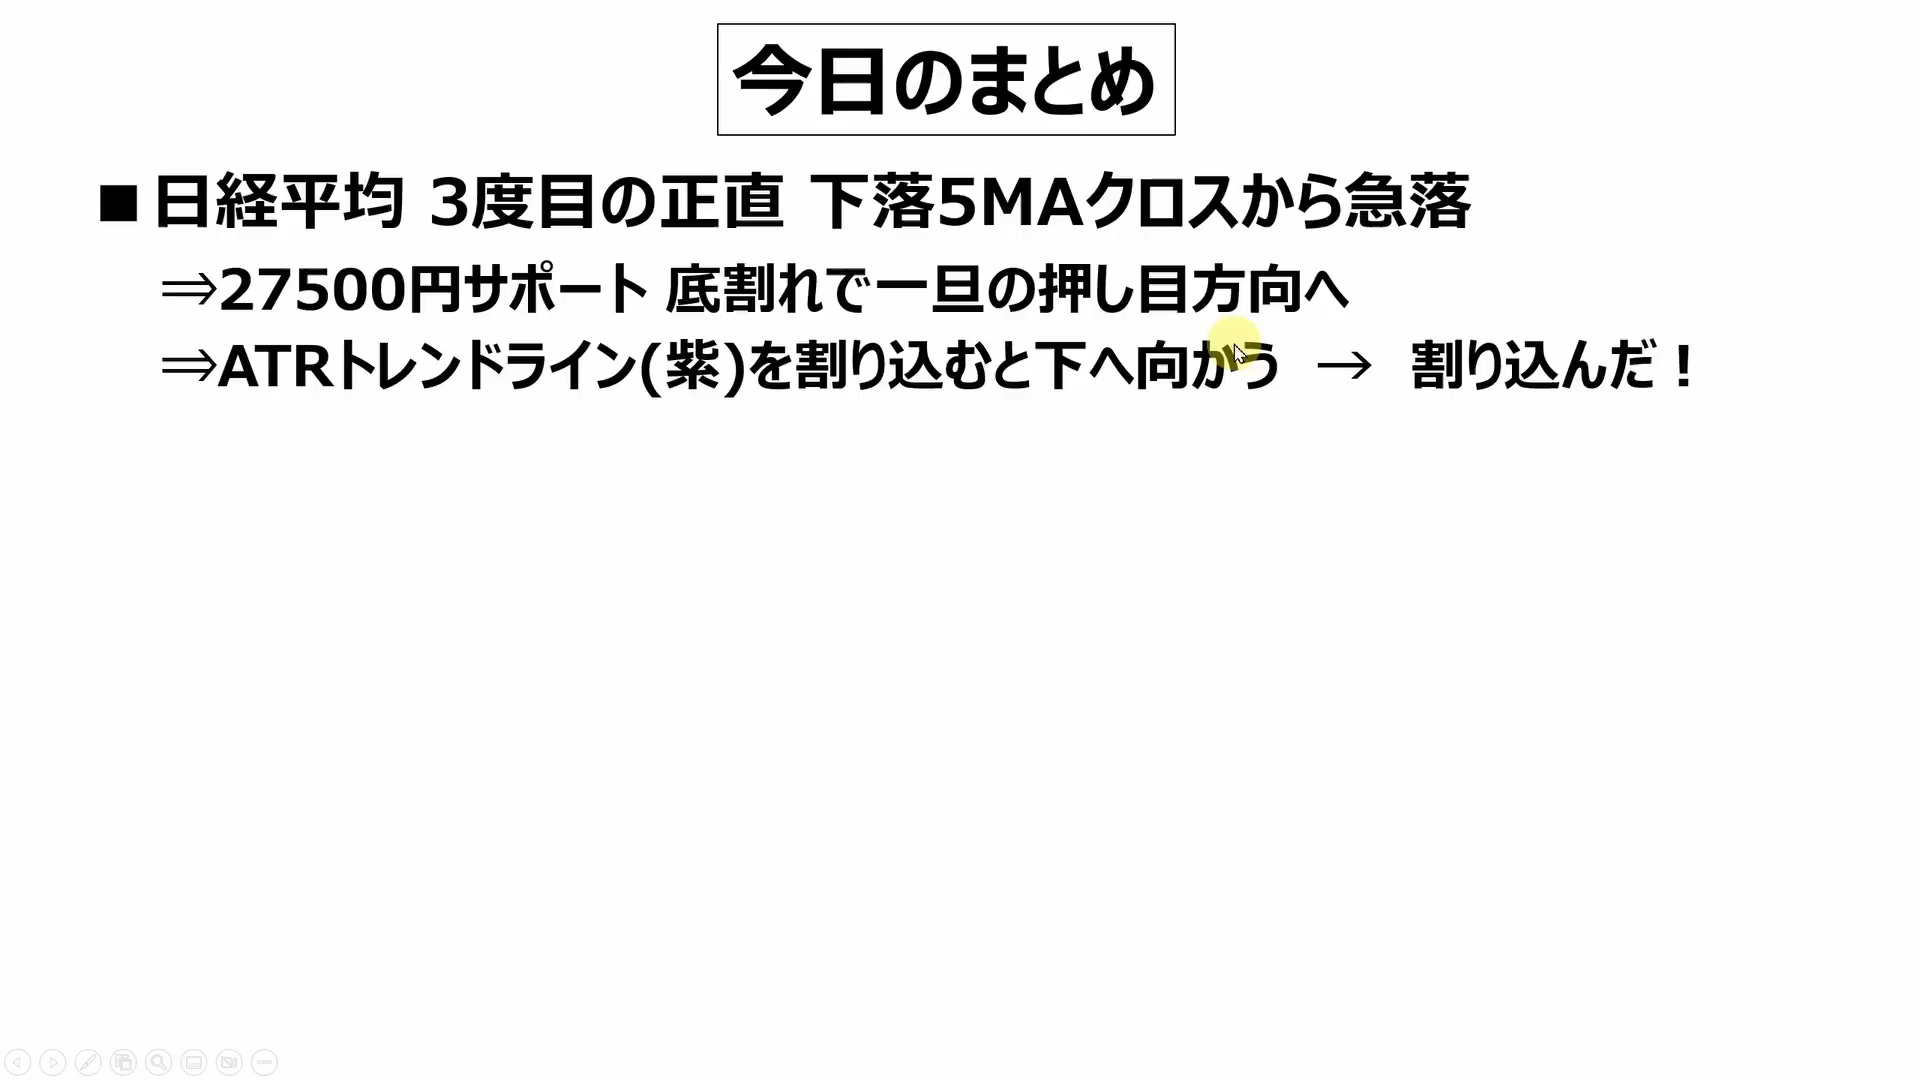 今日のまとめ
■日経平均 3度目の正直 下落5MAクロスから急落
⇒27500円サポート 底割れで一旦の押し目方向へ
⇒ATRトレンドライン(紫)を割り込むと下へ向かう → 割り込んだ！